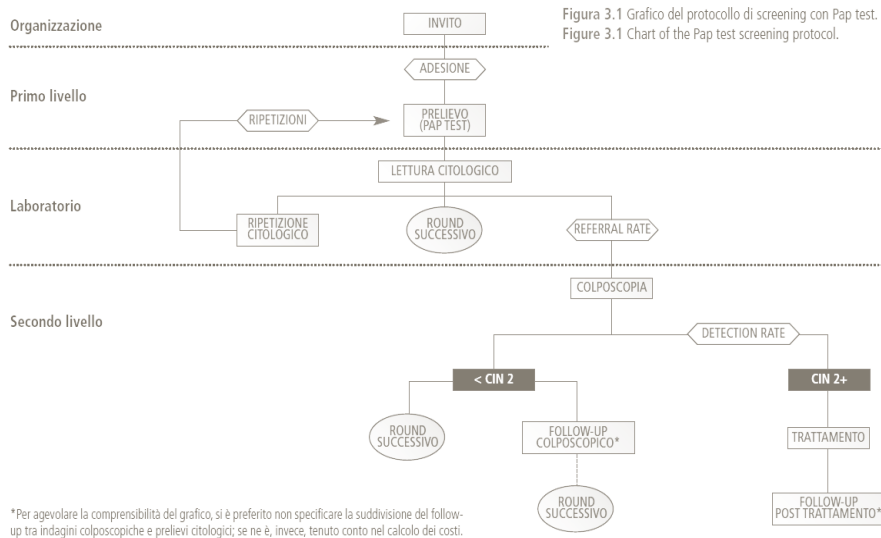 Organizzazione
INVITO
Figura 3.1 Grafico del protocollo di screening con Pap test.
Figure 3.1 Chart of the Pap test screening protocol.
ADESIONE
Primo livello
RIPETIZIONI
PRELIEVO
(PAP TEST)
LETTURA CITOLOGICO
Laboratorio
RIPETIZIONE
CITOLOGICO
ROUND
SUCCESSIVO
REFERRAL RATE
COLPOSCOPIA
Secondo livello
DETECTION RATE
< CIN 2
CIN 2+
ROUND
SUCCESSIVO
FOLLOW-UP
COLPOSCOPICO*
TRATTAMENTO
ROUND
SUCCESSIVO
FOLLOW-UP
POST TRATTAMENTO*
*Per agevolare la comprensibilità del grafico, si è preferito non specificare la suddivisione del follow-
up tra indagini colposcopiche e prelievi citologici; se ne è, invece, tenuto conto nel calcolo dei costi.